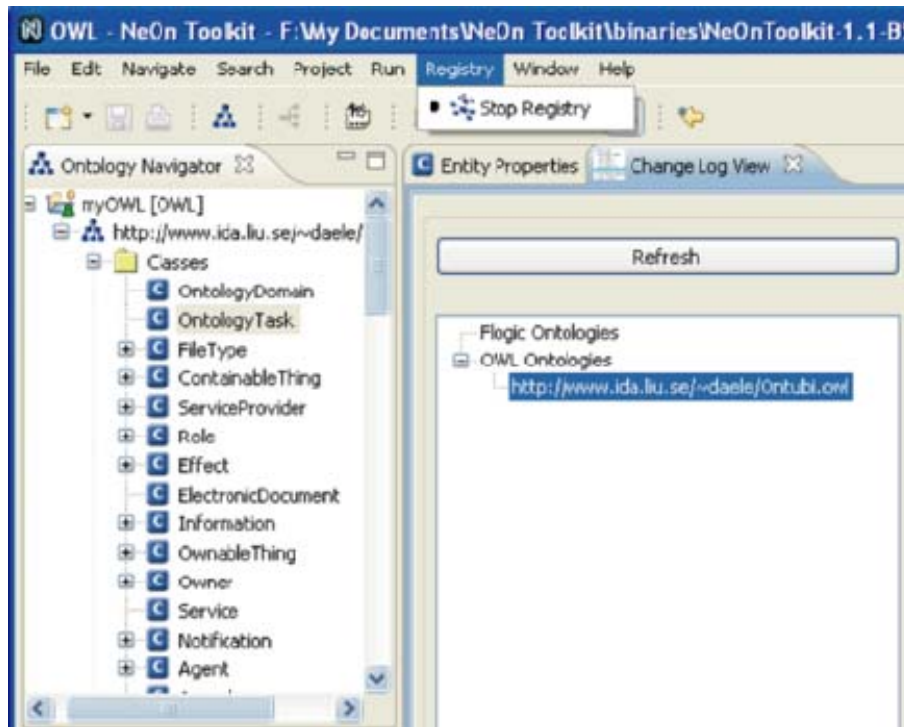 OWL - NeOn Toolkit - F:\My Documents\NeOn Toolkit\binaries\NeOnToolkit-1.1-B
File Edit Navigate Search Project Run Registry Window Help
Stop Registry
Ontology Navigator
Entity Properties Change Log View
myOWL [OWL]
http://www.ida.liu.se/~daele/
Classes
OntologyDomain
OntologyTask
FileType
ContainableThing
ServiceProvider
Role
Effect
ElectronicDocument
Information
OwnableThing
Owner
Service
Notification
Agent
Refresh
Flogic Ontologies
OWL Ontologies
http://www.ida.liu.se/~daele/Ontubi.owl